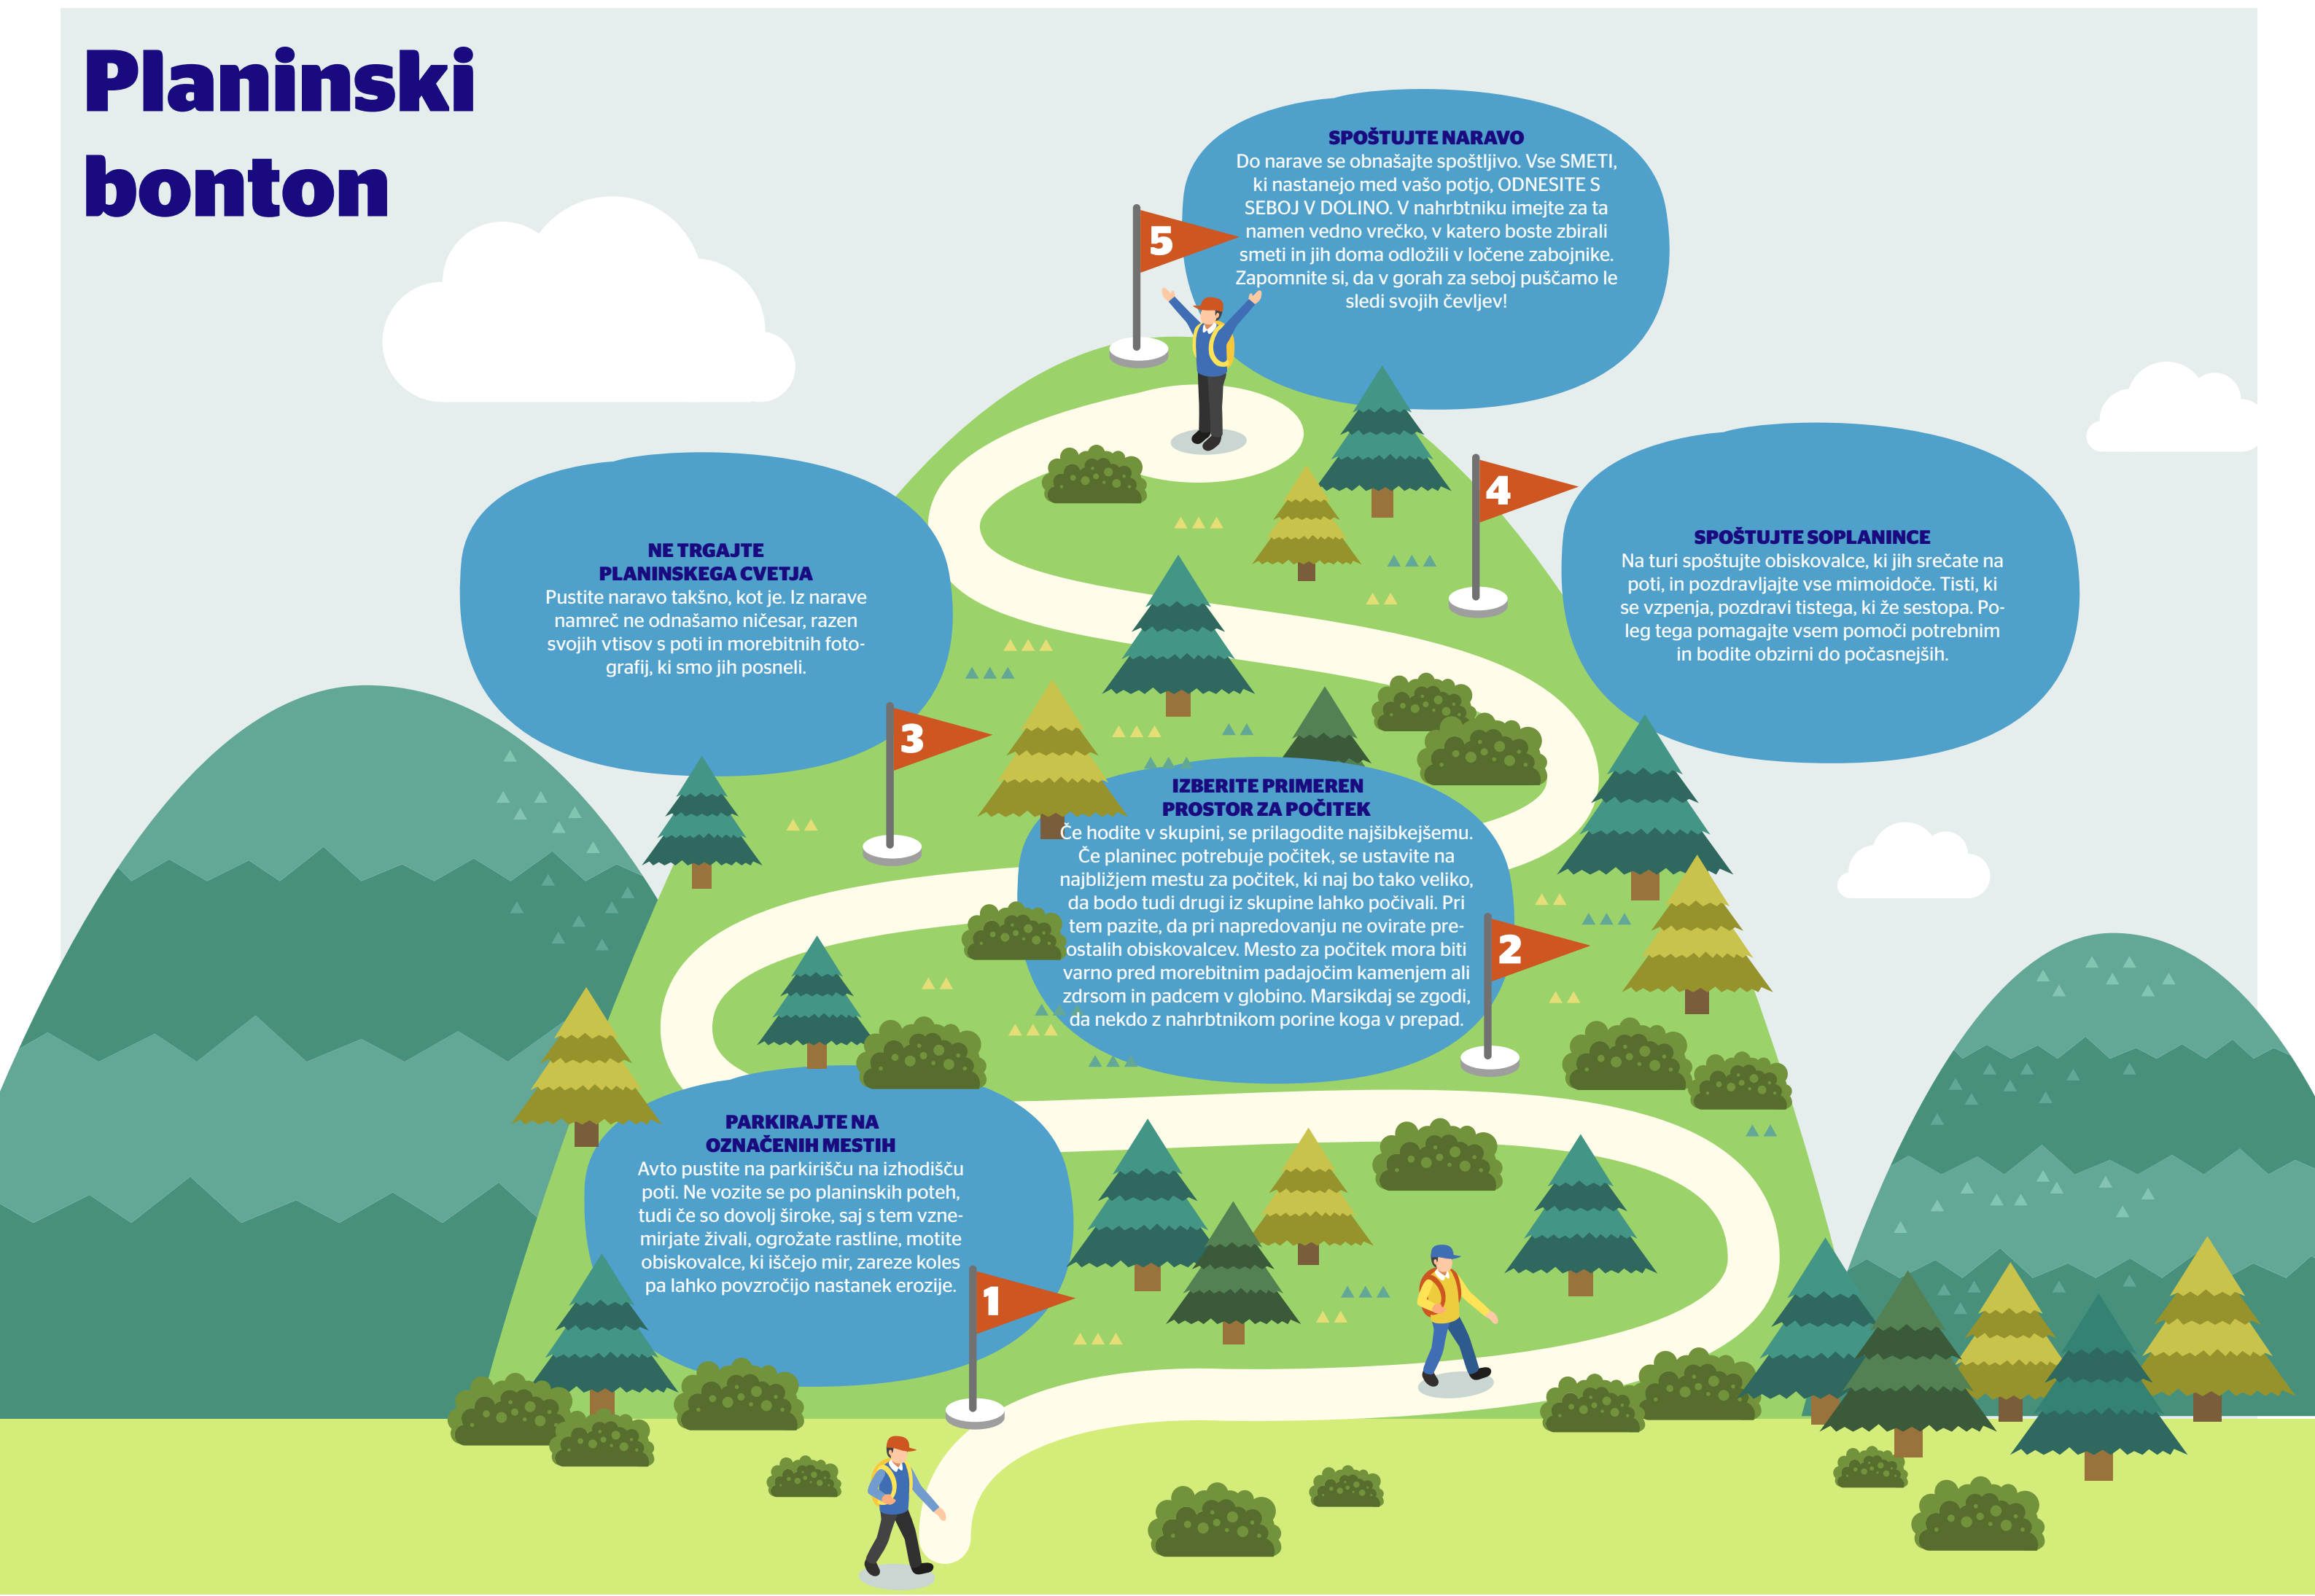 Planinski
bonton
5
SPOŠTUJTE NARAVO
Do narave se obnašajte spoštljivo. Vse SMETI,
ki nastanejo med vašo potjo, ODNESITE S
SEBOJ V DOLINO. V nahrbtniku imejte za ta
namen vedno vrečko, v katero boste zbirali
smeti in jih doma odložili v ločene zabojnike.
Zapomnite si, da v gorah za seboj puščamo le
sledi svojih čevljev!
4
SPOŠTUJTE SOPLANINCE
Na turi spoštujte obiskovalce, ki jih srečate na
poti, in pozdravljajte vse mimoidoče. Tisti, ki
se vzpenja, pozdravi tistega, ki že sestopa. Po-
leg tega pomagajte vsem pomoči potrebnim
in bodite obzirni do počasnejših.
NE TRGAJTE
PLANINSKEGA CVETJA
Pustite naravo takšno, kot je. Iz narave
namreč ne odnašamo ničesar, razen
svojih vtisov s poti in morebitnih foto-
grafij, ki smo jih posneli.
3
IZBERITE PRIMEREN
PROSTOR ZA POČITEK
Če hodite v skupini, se prilagodite najšibkejšemu.
Če planinec potrebuje počitek, se ustavite na
najbližjem mestu za počitek, ki naj bo tako veliko,
da bodo tudi drugi iz skupine lahko počivali. Pri
tem pazite, da pri napredovanju ne ovirate pre-
ostalih obiskovalcev. Mesto za počitek mora biti
varno pred morebitnim padajočim kamenjem ali
zdrsom in padcem v globino. Marsikdaj se zgodi,
da nekdo z nahrbtnikom porine koga v prepad.
2
PARKIRAJTE NA
OZNAČENIH MESTIH
Avto pustite na parkirišču na izhodišču
poti. Ne vozite se po planinskih poteh,
tudi če so dovolj široke, saj s tem vzne-
mirjate živali, ogrožate rastline, motite
obiskovalce, ki iščejo mir, zareze koles
pa lahko povzročijo nastanek erozije.
1